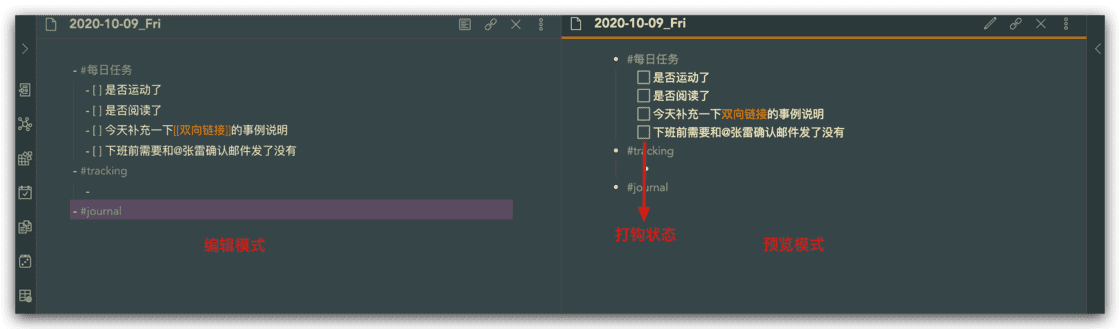 2020-10-09_Fri
- #每日任务
- [ ] 是否运动了
- [ ] 是否阅读了
- [ ] 今天补充一下[[双向链接]]的事例说明
- [ ] 下班前需要和@张雷确认邮件发了没有
- #tracking
-
- #journal
编辑模式
2020-10-09_Fri
#每日任务
是否运动了
是否阅读了
今天补充一下双向链接的事例说明
下班前需要和@张雷确认邮件发了没有
#tracking
#journal
打钩状态
预览模式